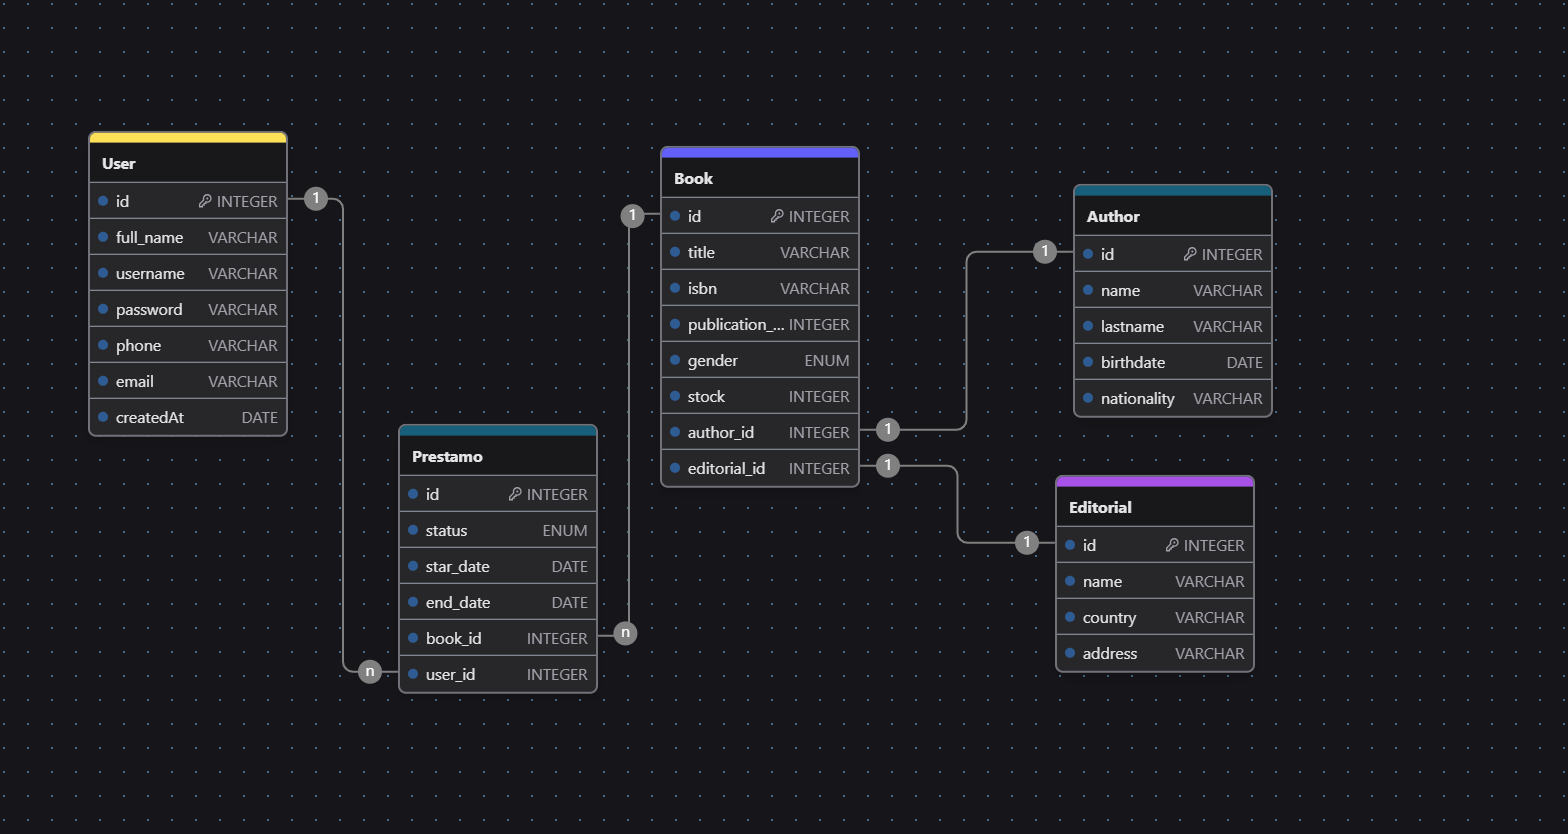 User
id INTEGER
full_name VARCHAR
username VARCHAR
password VARCHAR
phone VARCHAR
email VARCHAR
createdAt DATE
1
n
Prestamo
id INTEGER
status ENUM
star_date DATE
end_date DATE
book_id INTEGER
user_id INTEGER
n
1
Book
id INTEGER
title VARCHAR
isbn VARCHAR
publication_... INTEGER
gender ENUM
stock INTEGER
author_id INTEGER
editorial_id INTEGER
1
1
1
1
Author
id INTEGER
name VARCHAR
lastname VARCHAR
birthdate DATE
nationality VARCHAR
Editorial
id INTEGER
name VARCHAR
country VARCHAR
address VARCHAR